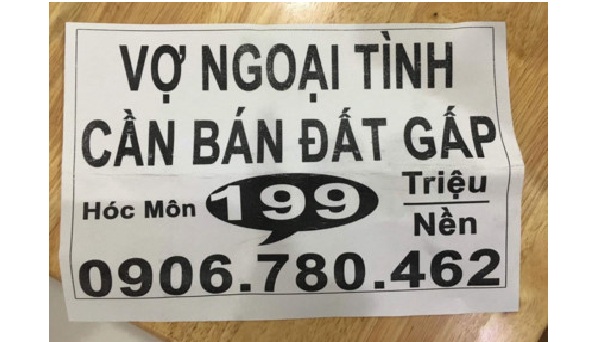 VỢ NGOẠI TÌNH
CẦN BÁN ĐẤT GẤP
Hóc Môn 199 Triệu
Nền
0906.780.462